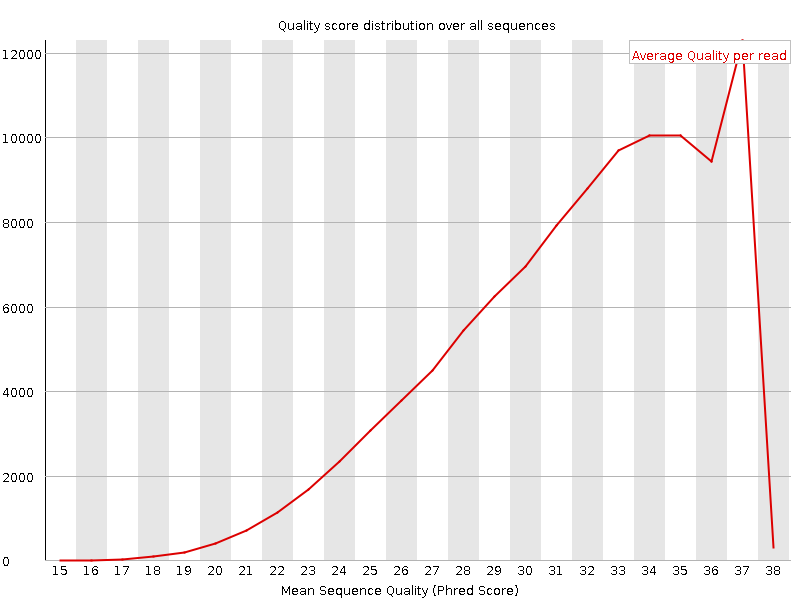 Quality score distribution over all sequences
Average Quality per read
12000
10000
8000
6000
4000
2000
0
15 16 17 18 19 20 21 22 23 24 25 26 27 28 29 30 31 32 33 34 35 36 37 38
Mean Sequence Quality (Phred Score)